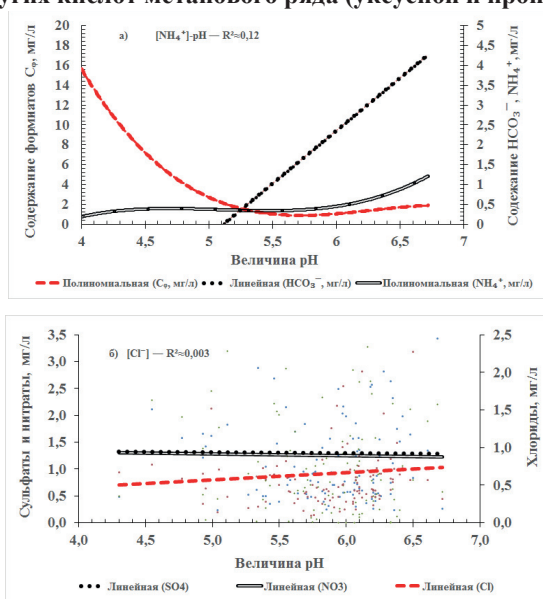 угих кислот метанового ряда (уксусной и проп
а) [NH₄⁺]-pH — R²≈0,12
Содержание формиатов Cᵩ, мг/л
20
18
16
14
12
10
8
6
4
2
0
5
4,5
4
3,5
3
2,5
2
1,5
1
0,5
0
Содежание HCO₃⁻, NH₄⁺, мг/л
4 4,5 5 5,5 6 6,5 7
Величина pH
Полиномиальная (Cᵩ, мг/л) Линейная (HCO₃⁻, мг/л) Полиномиальная (NH₄⁺, мг/л)
б) [Cl⁻] — R²≈0,003
Сульфаты и нитраты, мг/л
3,5
3,0
2,5
2,0
1,5
1,0
0,5
0,0
2,5
2,0
1,5
1,0
0,5
0,0
Хлориды, мг/л
4,0 4,5 5,0 5,5 6,0 6,5 7,0
Величина pH
Линейная (SO4) Линейная (NO3) Линейная (Cl)